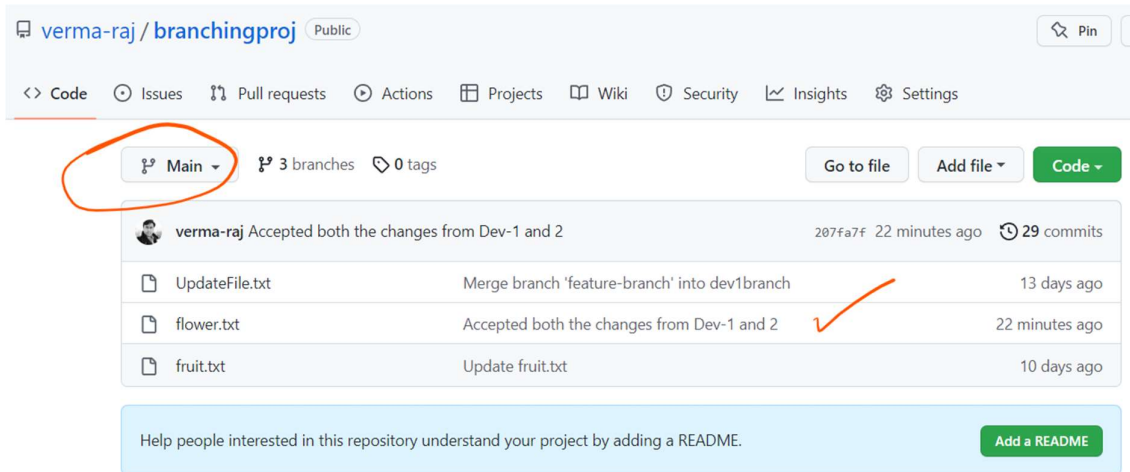 verma-raj / branchingproj Public Pin
Code Issues Pull requests Actions Projects Wiki Security Insights Settings
Main 3 branches 0 tags Go to file Add file Code
verma-raj Accepted both the changes from Dev-1 and 2 207fa7f 22 minutes ago 29 commits
UpdateFile.txt Merge branch 'feature-branch' into dev1branch 13 days ago
flower.txt Accepted both the changes from Dev-1 and 2 22 minutes ago
fruit.txt Update fruit.txt 10 days ago
Help people interested in this repository understand your project by adding a README. Add a README